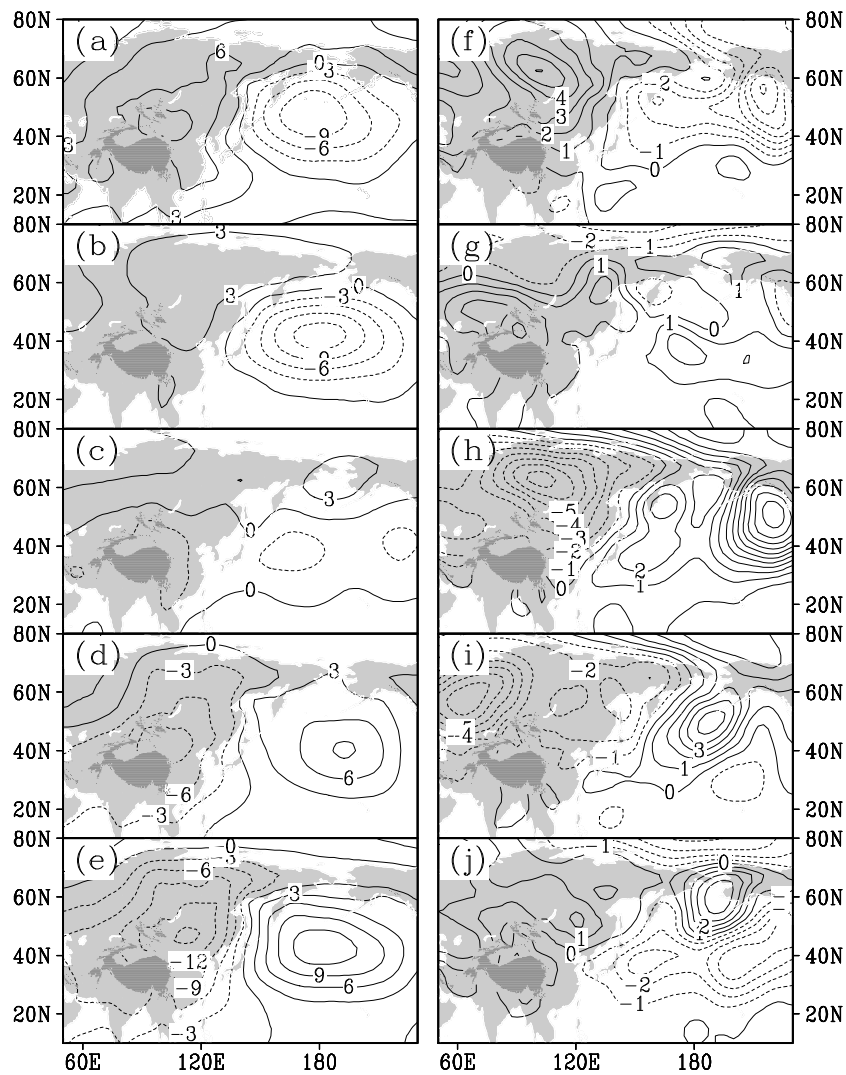 80N (a) 6 0 3 (f) 80N
60N 2 60N
4
3
-9 2
40N -6 1 -1 40N
3 0
20N 20N
3
80N (b) 3 (g) -2 -1 80N
0 1
60N 3 0 -3 1 60N
1 0
40N 40N
6
20N 20N
80N (c) (h) 80N
60N 3 60N
-5
-4
0 -3
40N -2 40N
-1 2
0 0 1
20N 20N
80N (d) 0 (i) 80N
-3 3 -2
60N 60N
-5
-4
40N -1 3 40N
6 1
-6 0
20N -3 20N
80N (e) 0 (j) 1 0 80N
3
-6
60N 3 60N
2
1
40N -12 0 40N
9
-9 6 -2
-1
20N 20N
-3
60E 120E 180 60E 120E 180